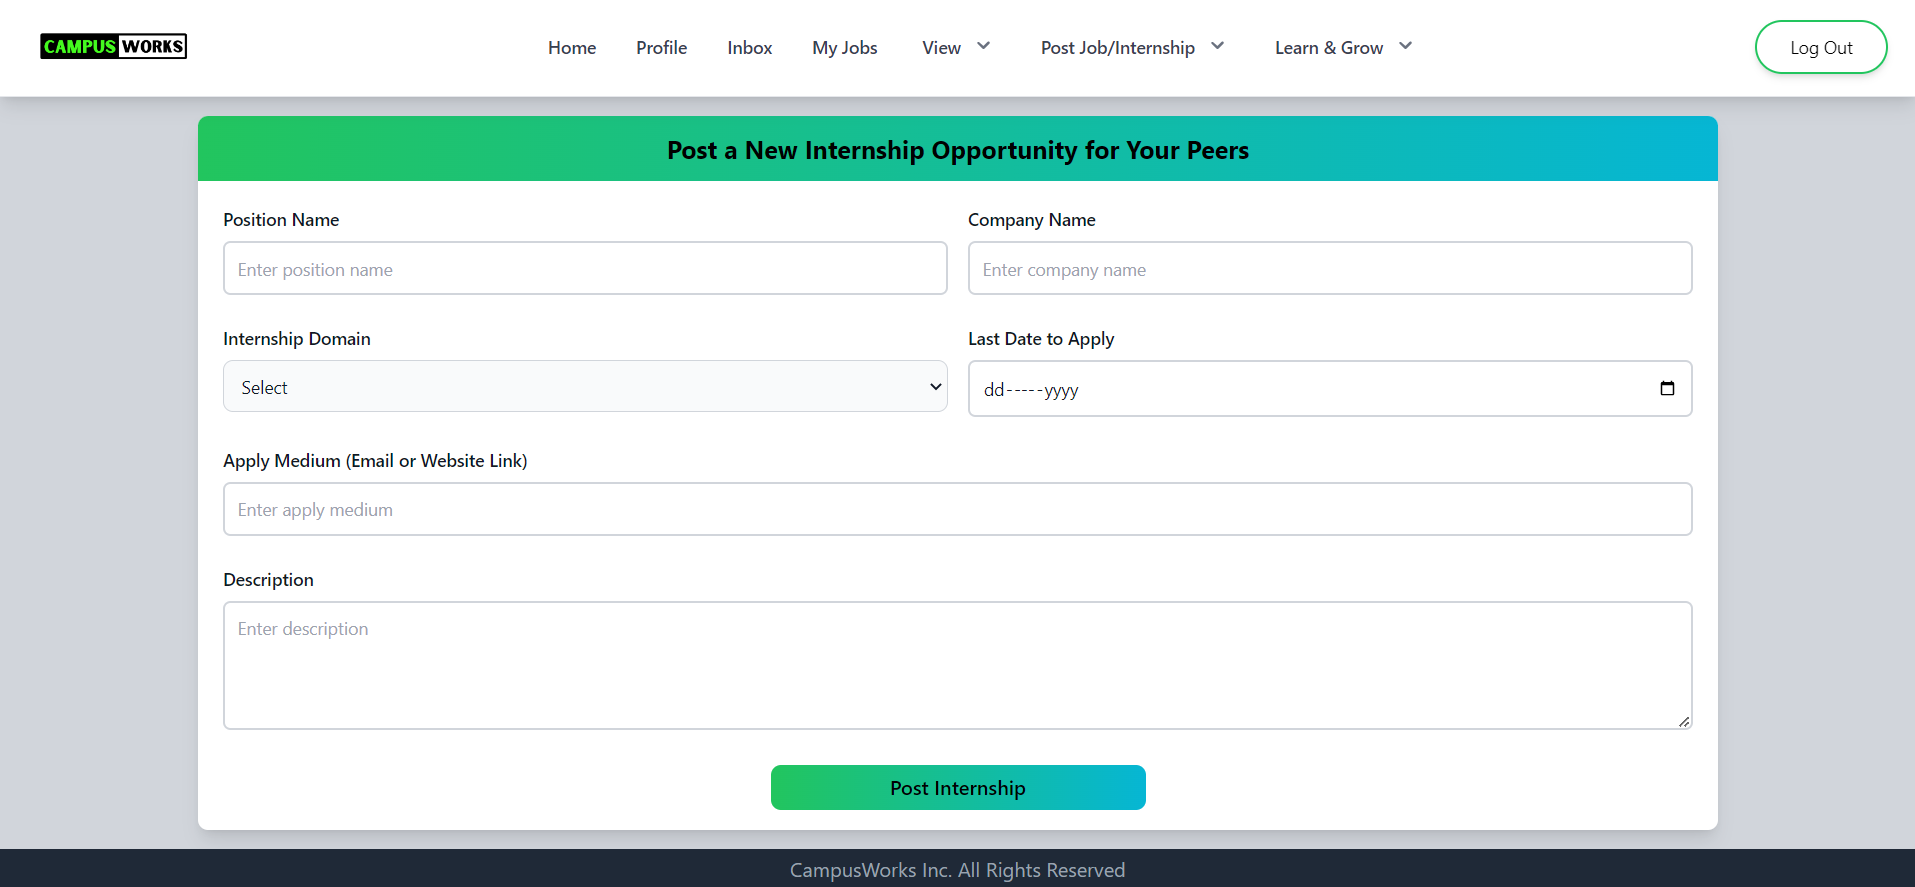 CAMPUS WORKS
Home Profile Inbox My Jobs View Post Job/Internship Learn & Grow Log Out
Post a New Internship Opportunity for Your Peers
Position Name Company Name
Enter position name Enter company name
Internship Domain Last Date to Apply
Select dd-----yyyy
Apply Medium (Email or Website Link)
Enter apply medium
Description
Enter description
Post Internship
CampusWorks Inc. All Rights Reserved